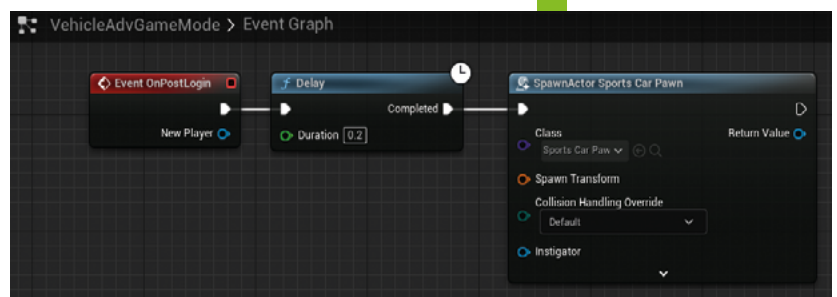 VehicleAdvGameMode > Event Graph
Event OnPostLogin
New Player
f Delay
Completed
Duration 0.2
SpawnActor Sports Car Pawn
Class
Sports Car Paw
Return Value
Spawn Transform
Collision Handling Override
Default
Instigator